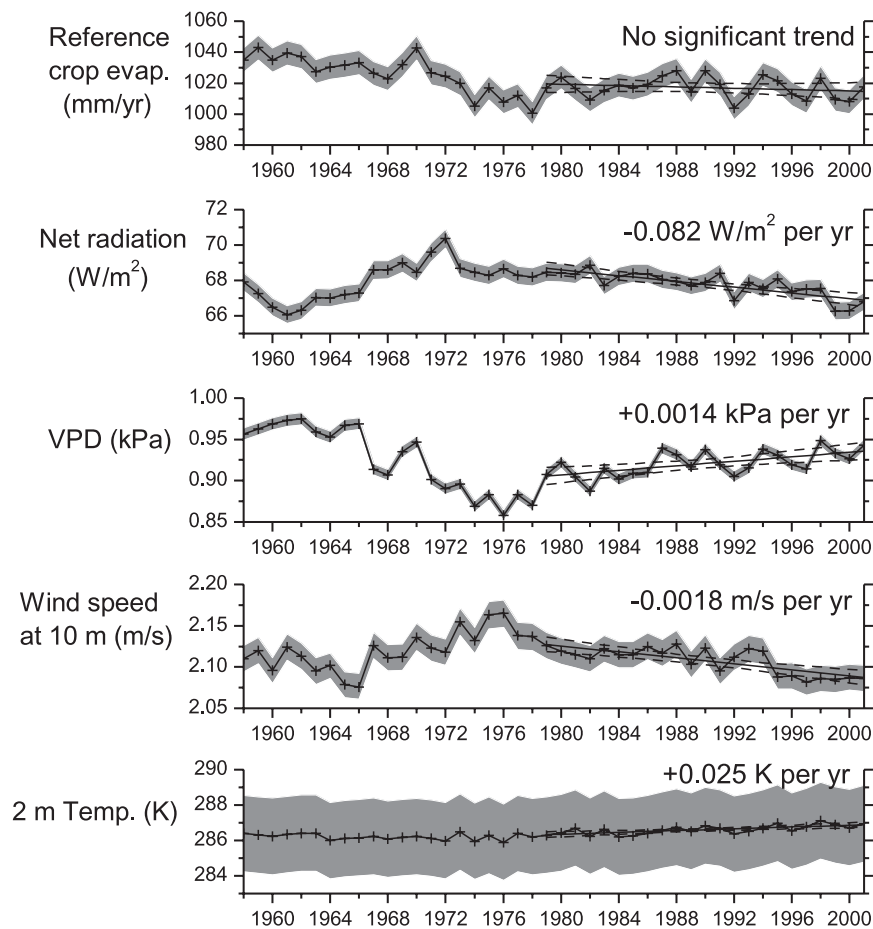 Reference
crop evap.
(mm/yr)
1060
1040
1020
1000
980
No significant trend
1960 1964 1968 1972 1976 1980 1984 1988 1992 1996 2000
Net radiation
(W/m²)
72
70
68
66
-0.082 W/m² per yr
1960 1964 1968 1972 1976 1980 1984 1988 1992 1996 2000
VPD (kPa)
1.00
0.95
0.90
0.85
+0.0014 kPa per yr
1960 1964 1968 1972 1976 1980 1984 1988 1992 1996 2000
Wind speed
at 10 m (m/s)
2.20
2.15
2.10
2.05
-0.0018 m/s per yr
1960 1964 1968 1972 1976 1980 1984 1988 1992 1996 2000
2 m Temp. (K)
290
288
286
284
+0.025 K per yr
1960 1964 1968 1972 1976 1980 1984 1988 1992 1996 2000